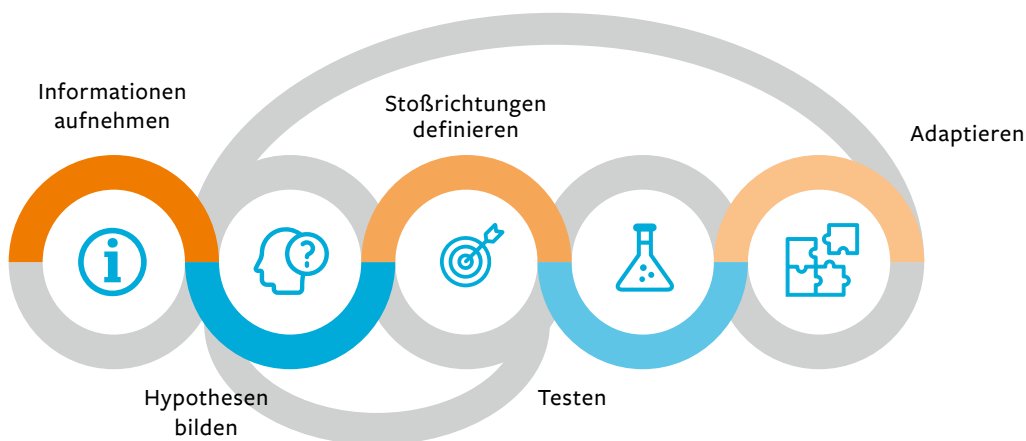 Informationen
aufnehmen
Hypothesen
bilden
Stoßrichtungen
definieren
Testen
Adaptieren